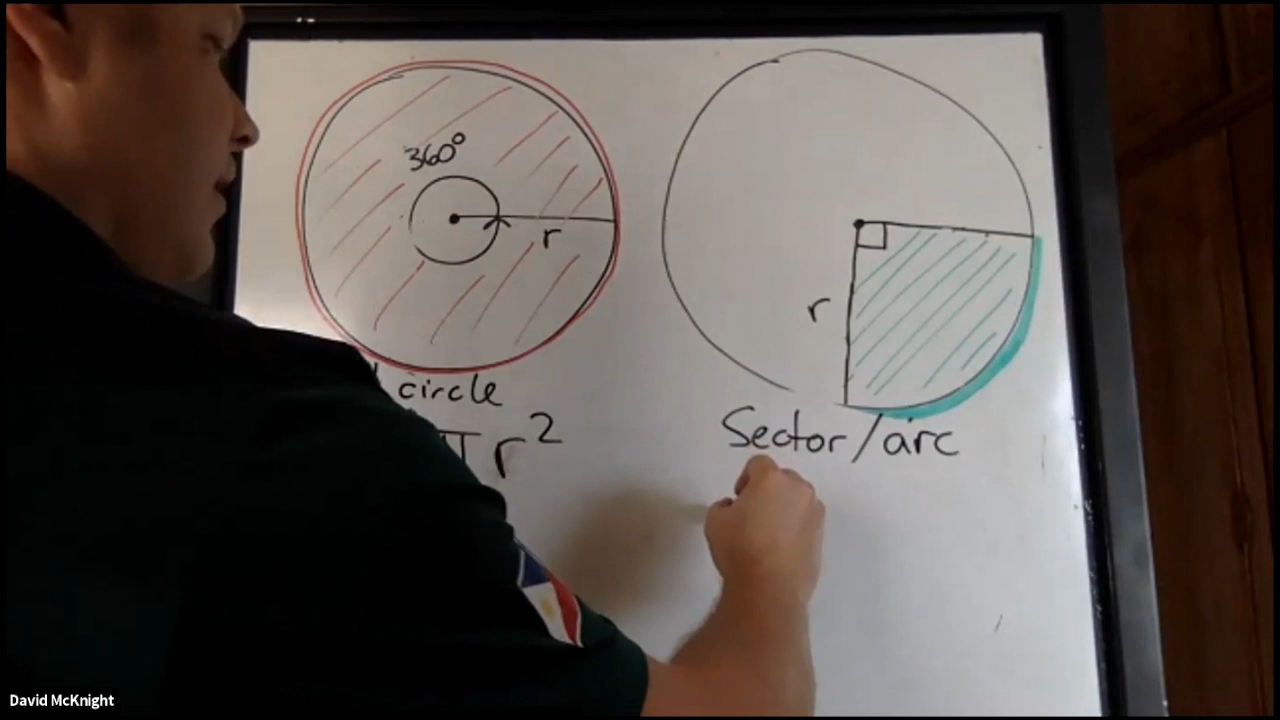 360°
r
circle
πr²
r
Sector/arc
David McKnight